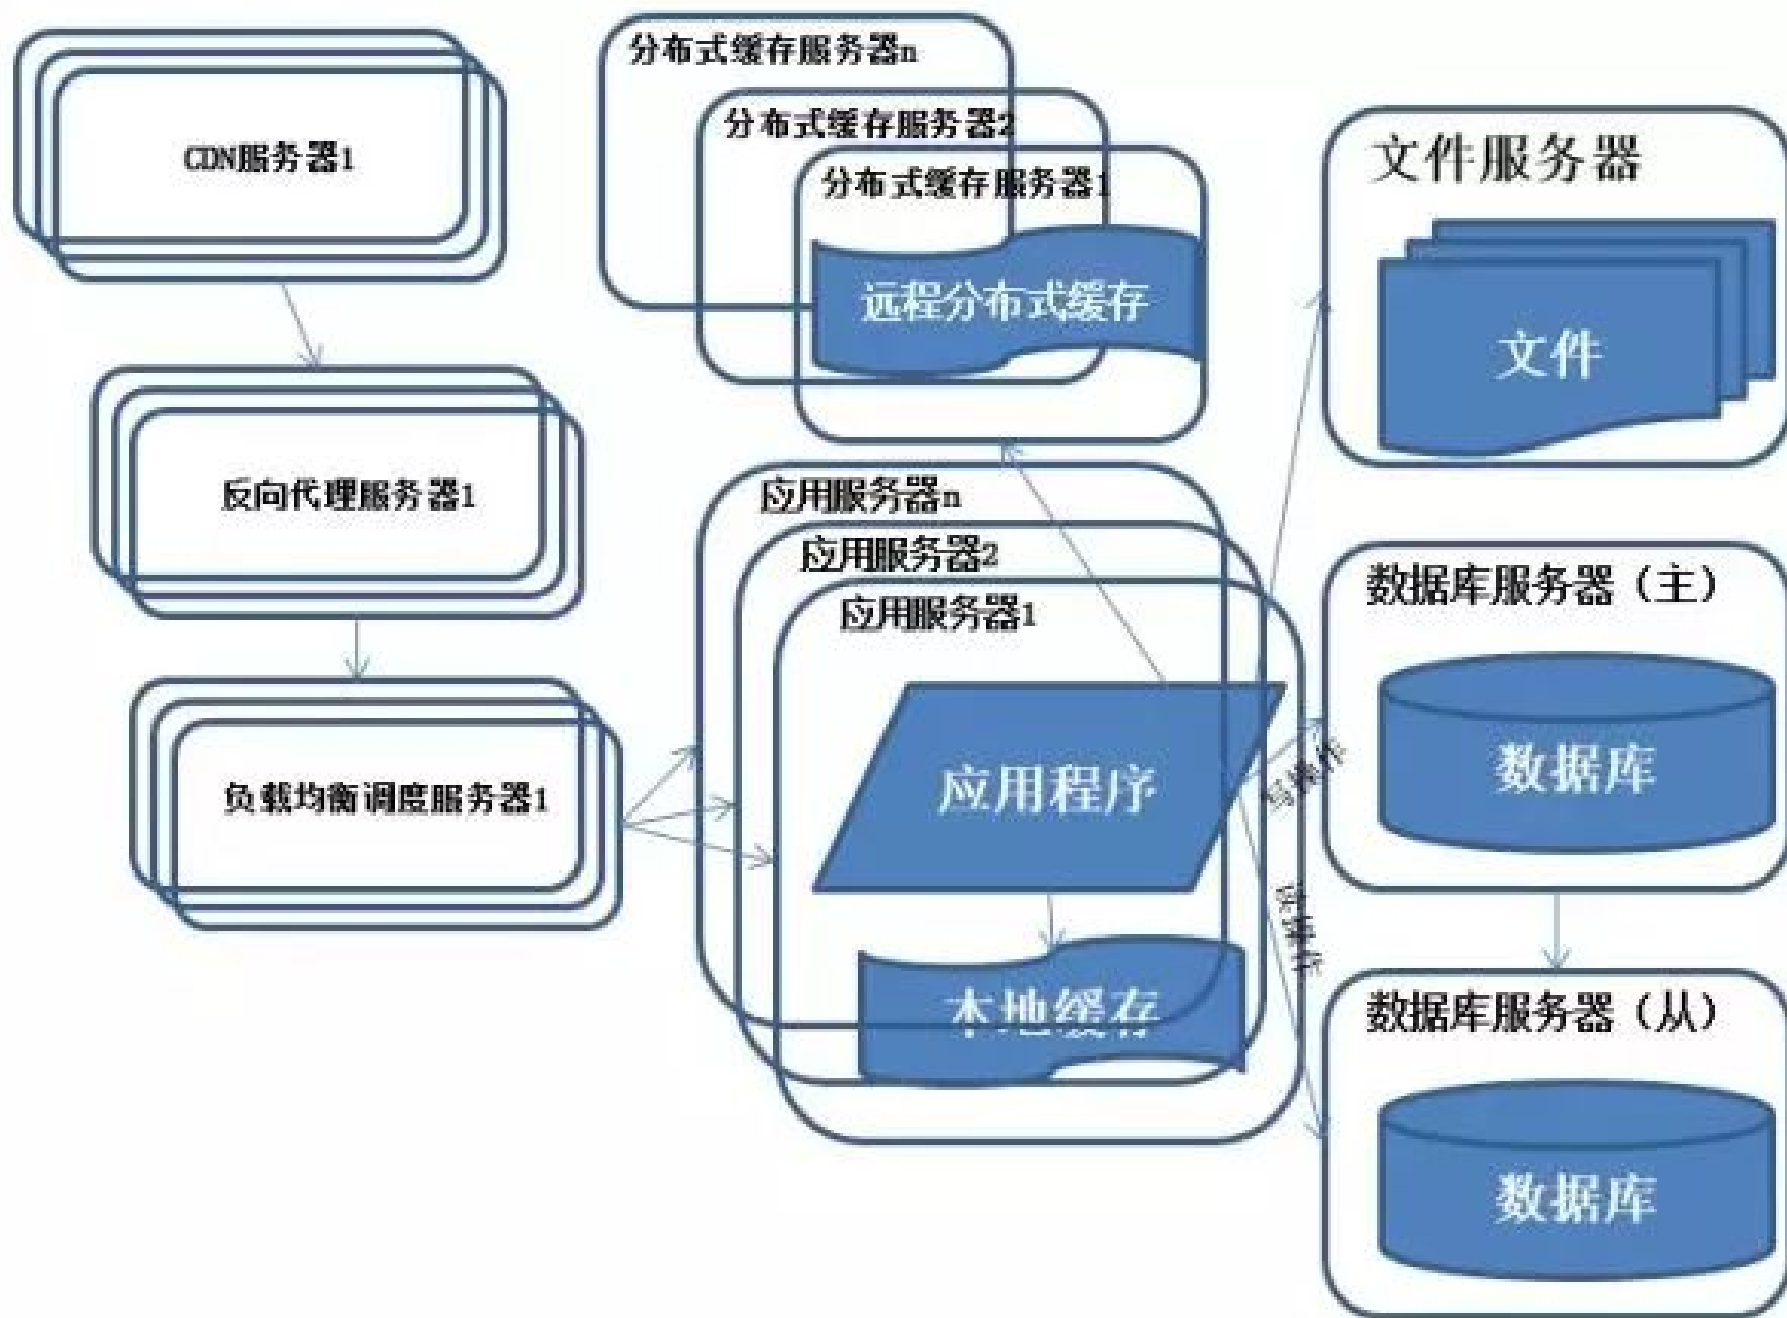 CDN服务器1
反向代理服务器1
负载均衡调度服务器1
分布式缓存服务器n
分布式缓存服务器2
分布式缓存服务器1
远程分布式缓存
应用服务器n
应用服务器2
应用服务器1
应用程序
本地缓存
文件服务器
文件
写操作
读操作
数据库服务器（主）
数据库
数据库服务器（从）
数据库